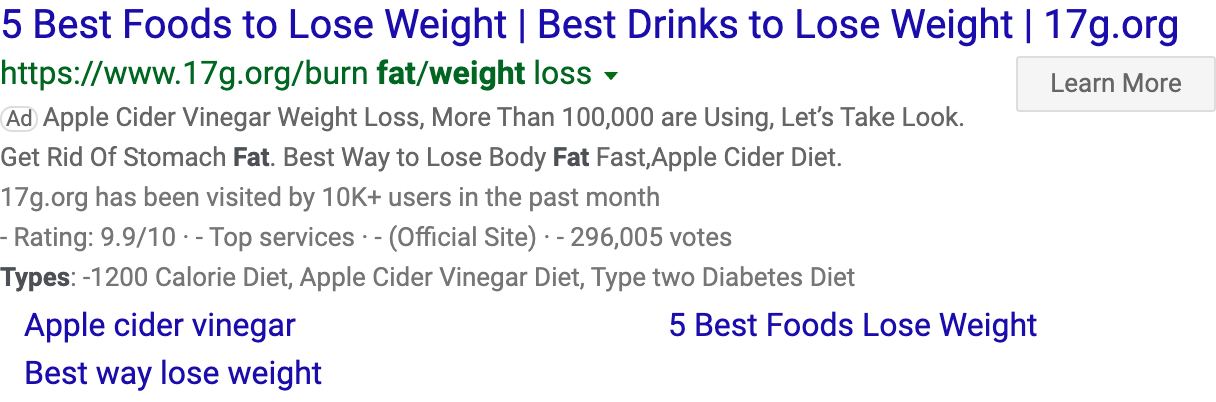 5 Best Foods to Lose Weight | Best Drinks to Lose Weight | 17g.org
https://www.17g.org/burn fat/weight loss
Learn More
Ad Apple Cider Vinegar Weight Loss, More Than 100,000 are Using, Let’s Take Look.
Get Rid Of Stomach Fat. Best Way to Lose Body Fat Fast,Apple Cider Diet.
17g.org has been visited by 10K+ users in the past month
- Rating: 9.9/10 · - Top services · - (Official Site) · - 296,005 votes
Types: -1200 Calorie Diet, Apple Cider Vinegar Diet, Type two Diabetes Diet
Apple cider vinegar
5 Best Foods Lose Weight
Best way lose weight